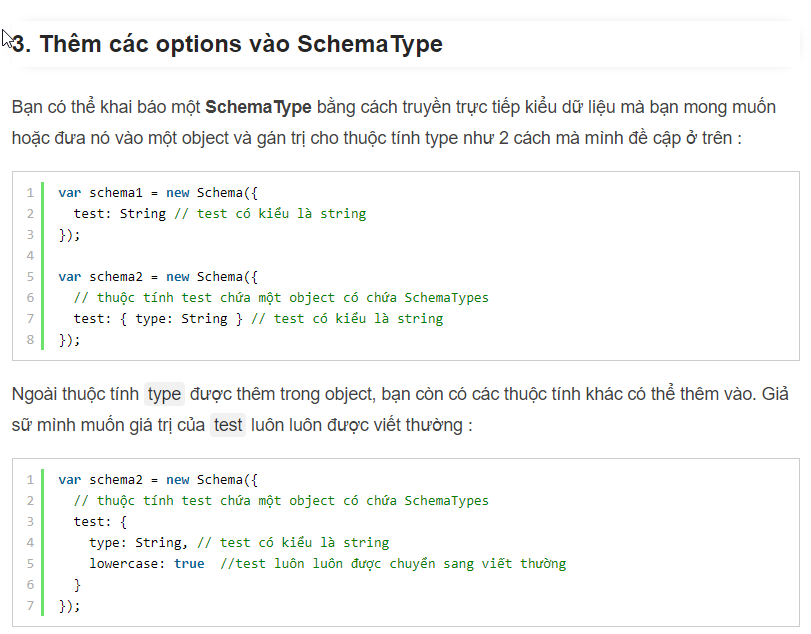 3. Thêm các options vào SchemaType
Bạn có thể khai báo một SchemaType bằng cách truyền trực tiếp kiểu dữ liệu mà bạn mong muốn
hoặc đưa nó vào một object và gán trị cho thuộc tính type như 2 cách mà mình đề cập ở trên :
1 var schema1 = new Schema({
2   test: String // test có kiểu là string
3 });
4
5 var schema2 = new Schema({
6   // thuộc tính test chứa một object có chứa SchemaTypes
7   test: { type: String } // test có kiểu là string
8 });
Ngoài thuộc tính type được thêm trong object, bạn còn có các thuộc tính khác có thể thêm vào. Giả
sữ mình muốn giá trị của test luôn luôn được viết thường :
1 var schema2 = new Schema({
2   // thuộc tính test chứa một object có chứa SchemaTypes
3   test: {
4     type: String, // test có kiểu là string
5     lowercase: true  //test luôn luôn được chuyển sang viết thường
6   }
7 });